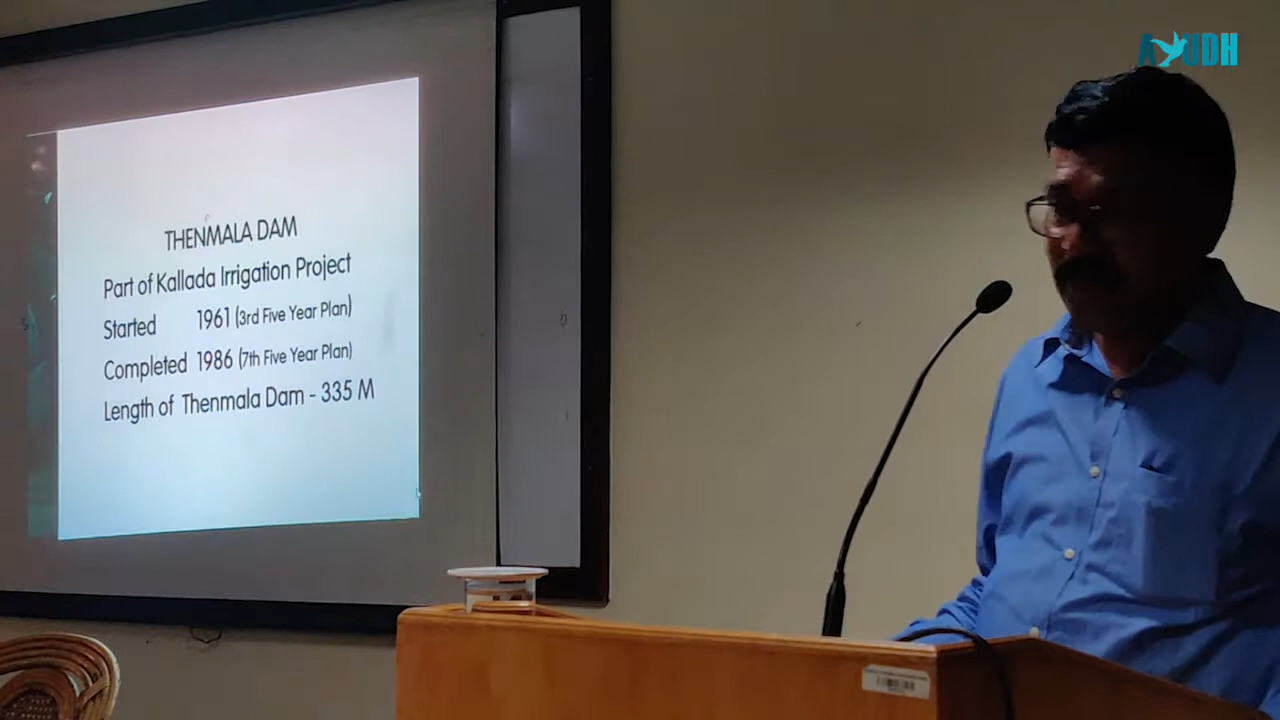 AYUDH
THENMALA DAM
Part of Kallada Irrigation Project
Started 1961 (3rd Five Year Plan)
Completed 1986 (7th Five Year Plan)
Length of Thenmala Dam - 335 M